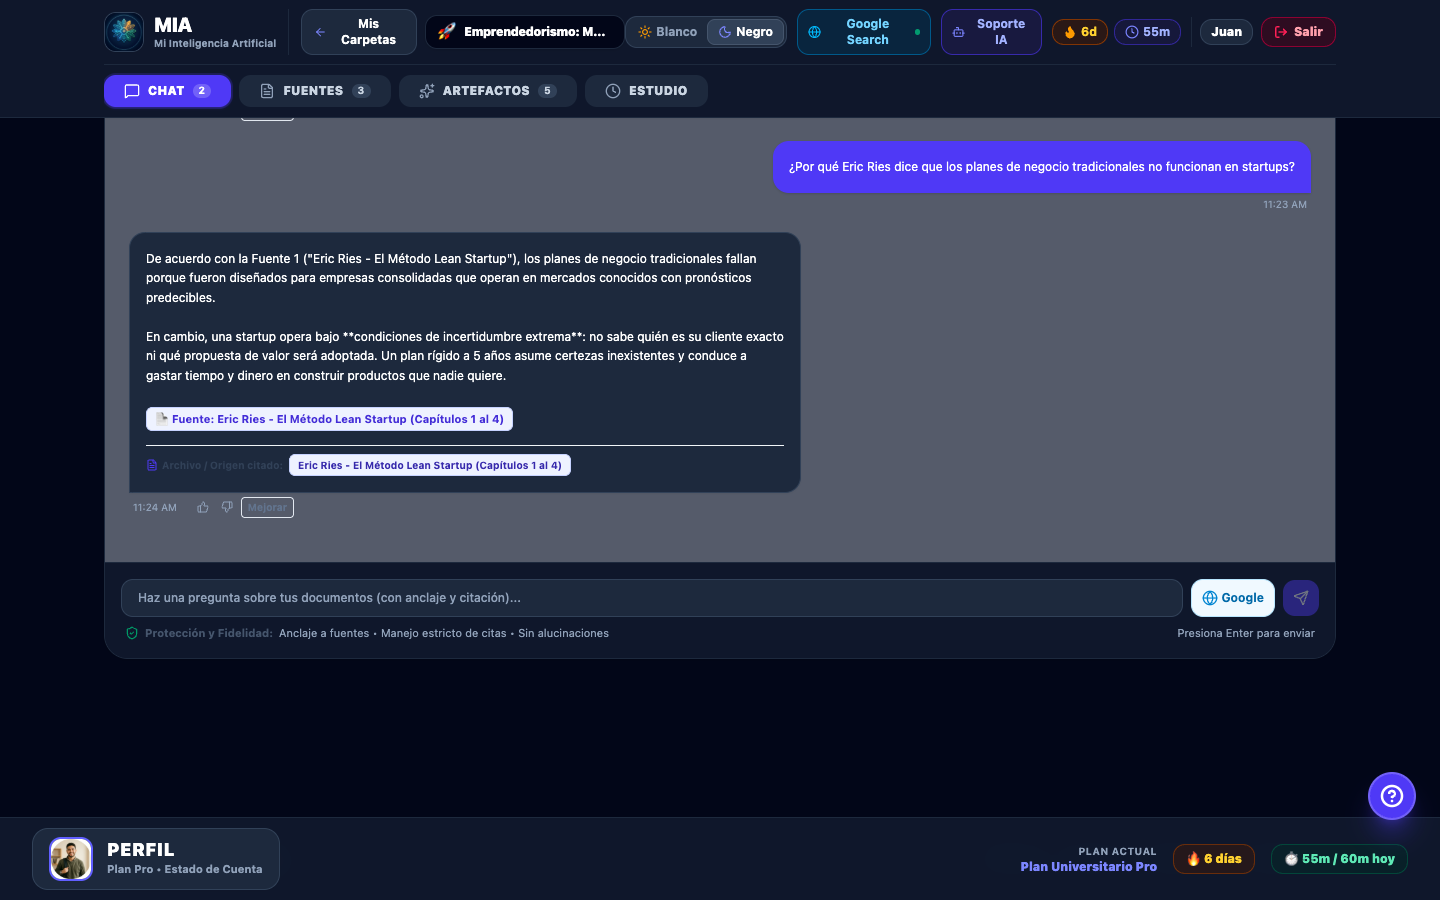 MIA
Mi Inteligencia Artificial
Mis
Carpetas
Emprendedorismo: M...
Blanco
Negro
Google
Search
Soporte
IA
6d
55m
Juan
Salir
CHAT 2
FUENTES 3
ARTEFACTOS 5
ESTUDIO
¿Por qué Eric Ries dice que los planes de negocio tradicionales no funcionan en startups?
11:23 AM
De acuerdo con la Fuente 1 ("Eric Ries - El Método Lean Startup"), los planes de negocio tradicionales fallan
porque fueron diseñados para empresas consolidadas que operan en mercados conocidos con pronósticos
predecibles.
En cambio, una startup opera bajo **condiciones de incertidumbre extrema**: no sabe quién es su cliente exacto
ni qué propuesta de valor será adoptada. Un plan rígido a 5 años asume certezas inexistentes y conduce a
gastar tiempo y dinero en construir productos que nadie quiere.
Fuente: Eric Ries - El Método Lean Startup (Capítulos 1 al 4)
Archivo / Origen citado: Eric Ries - El Método Lean Startup (Capítulos 1 al 4)
11:24 AM
Mejorar
Haz una pregunta sobre tus documentos (con anclaje y citación)...
Google
Protección y Fidelidad: Anclaje a fuentes • Manejo estricto de citas • Sin alucinaciones
Presiona Enter para enviar
PERFIL
Plan Pro • Estado de Cuenta
PLAN ACTUAL
Plan Universitario Pro
6 días
55m / 60m hoy